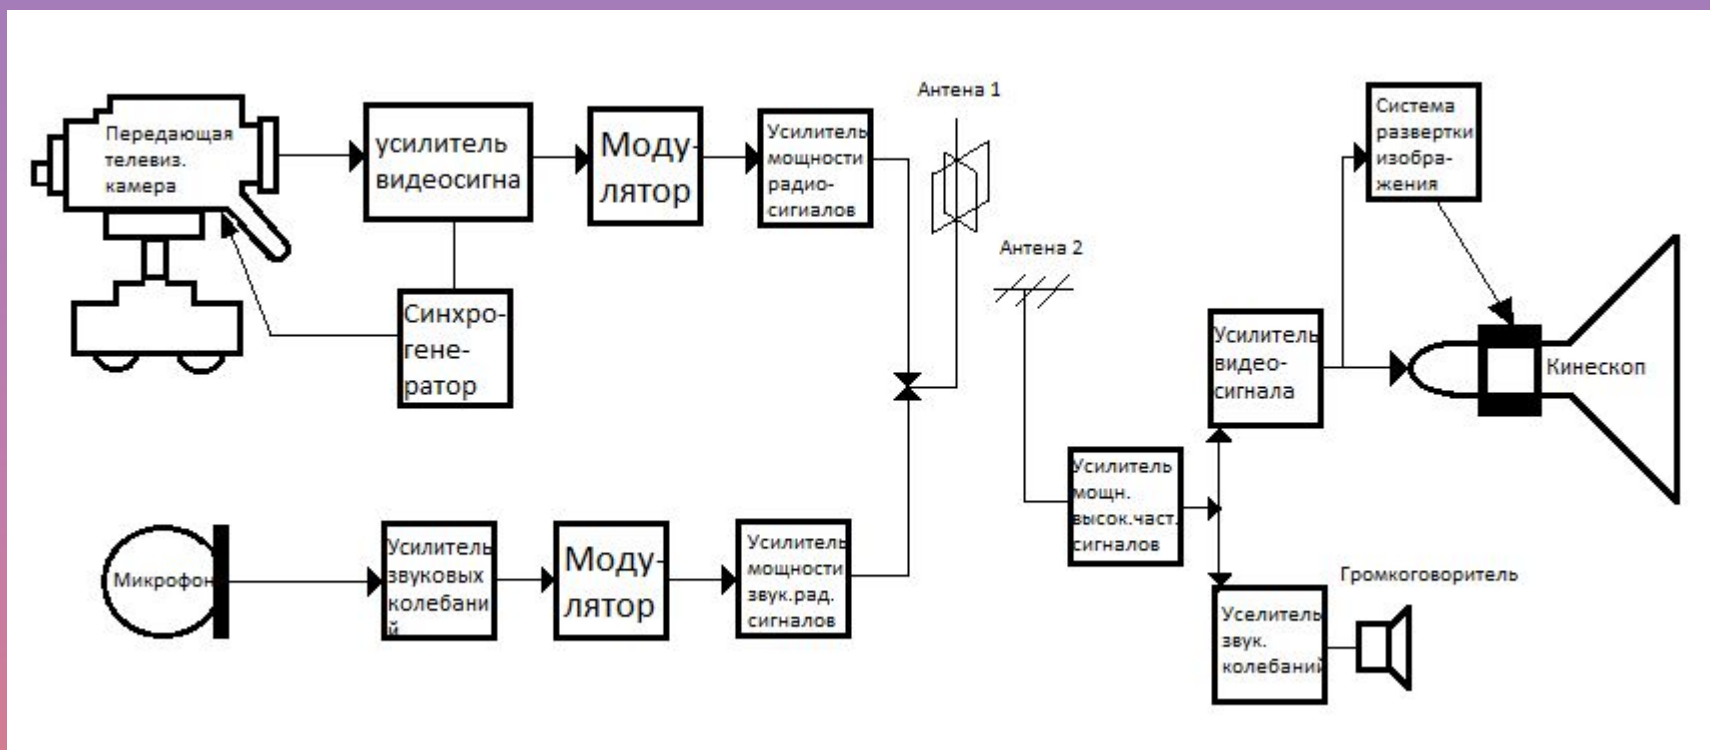 Передающая
телевиз.
камера
усилитель
видеосигна
Моду-
лятор
Усилитель
мощности
радио-
сигиалов
Антена 1
Синхро-
гене-
ратор
Микрофон
Усилитель
звуковых
колебани
й
Моду-
лятор
Усилитель
мощности
звук.рад.
сигналов
Антена 2
Усилитель
мощн.
высок.част.
сигналов
Усилитель
видео-
сигнала
Система
развертки
изобра-
жения
Кинескоп
Уселитель
звук.
колебаний
Громкоговоритель